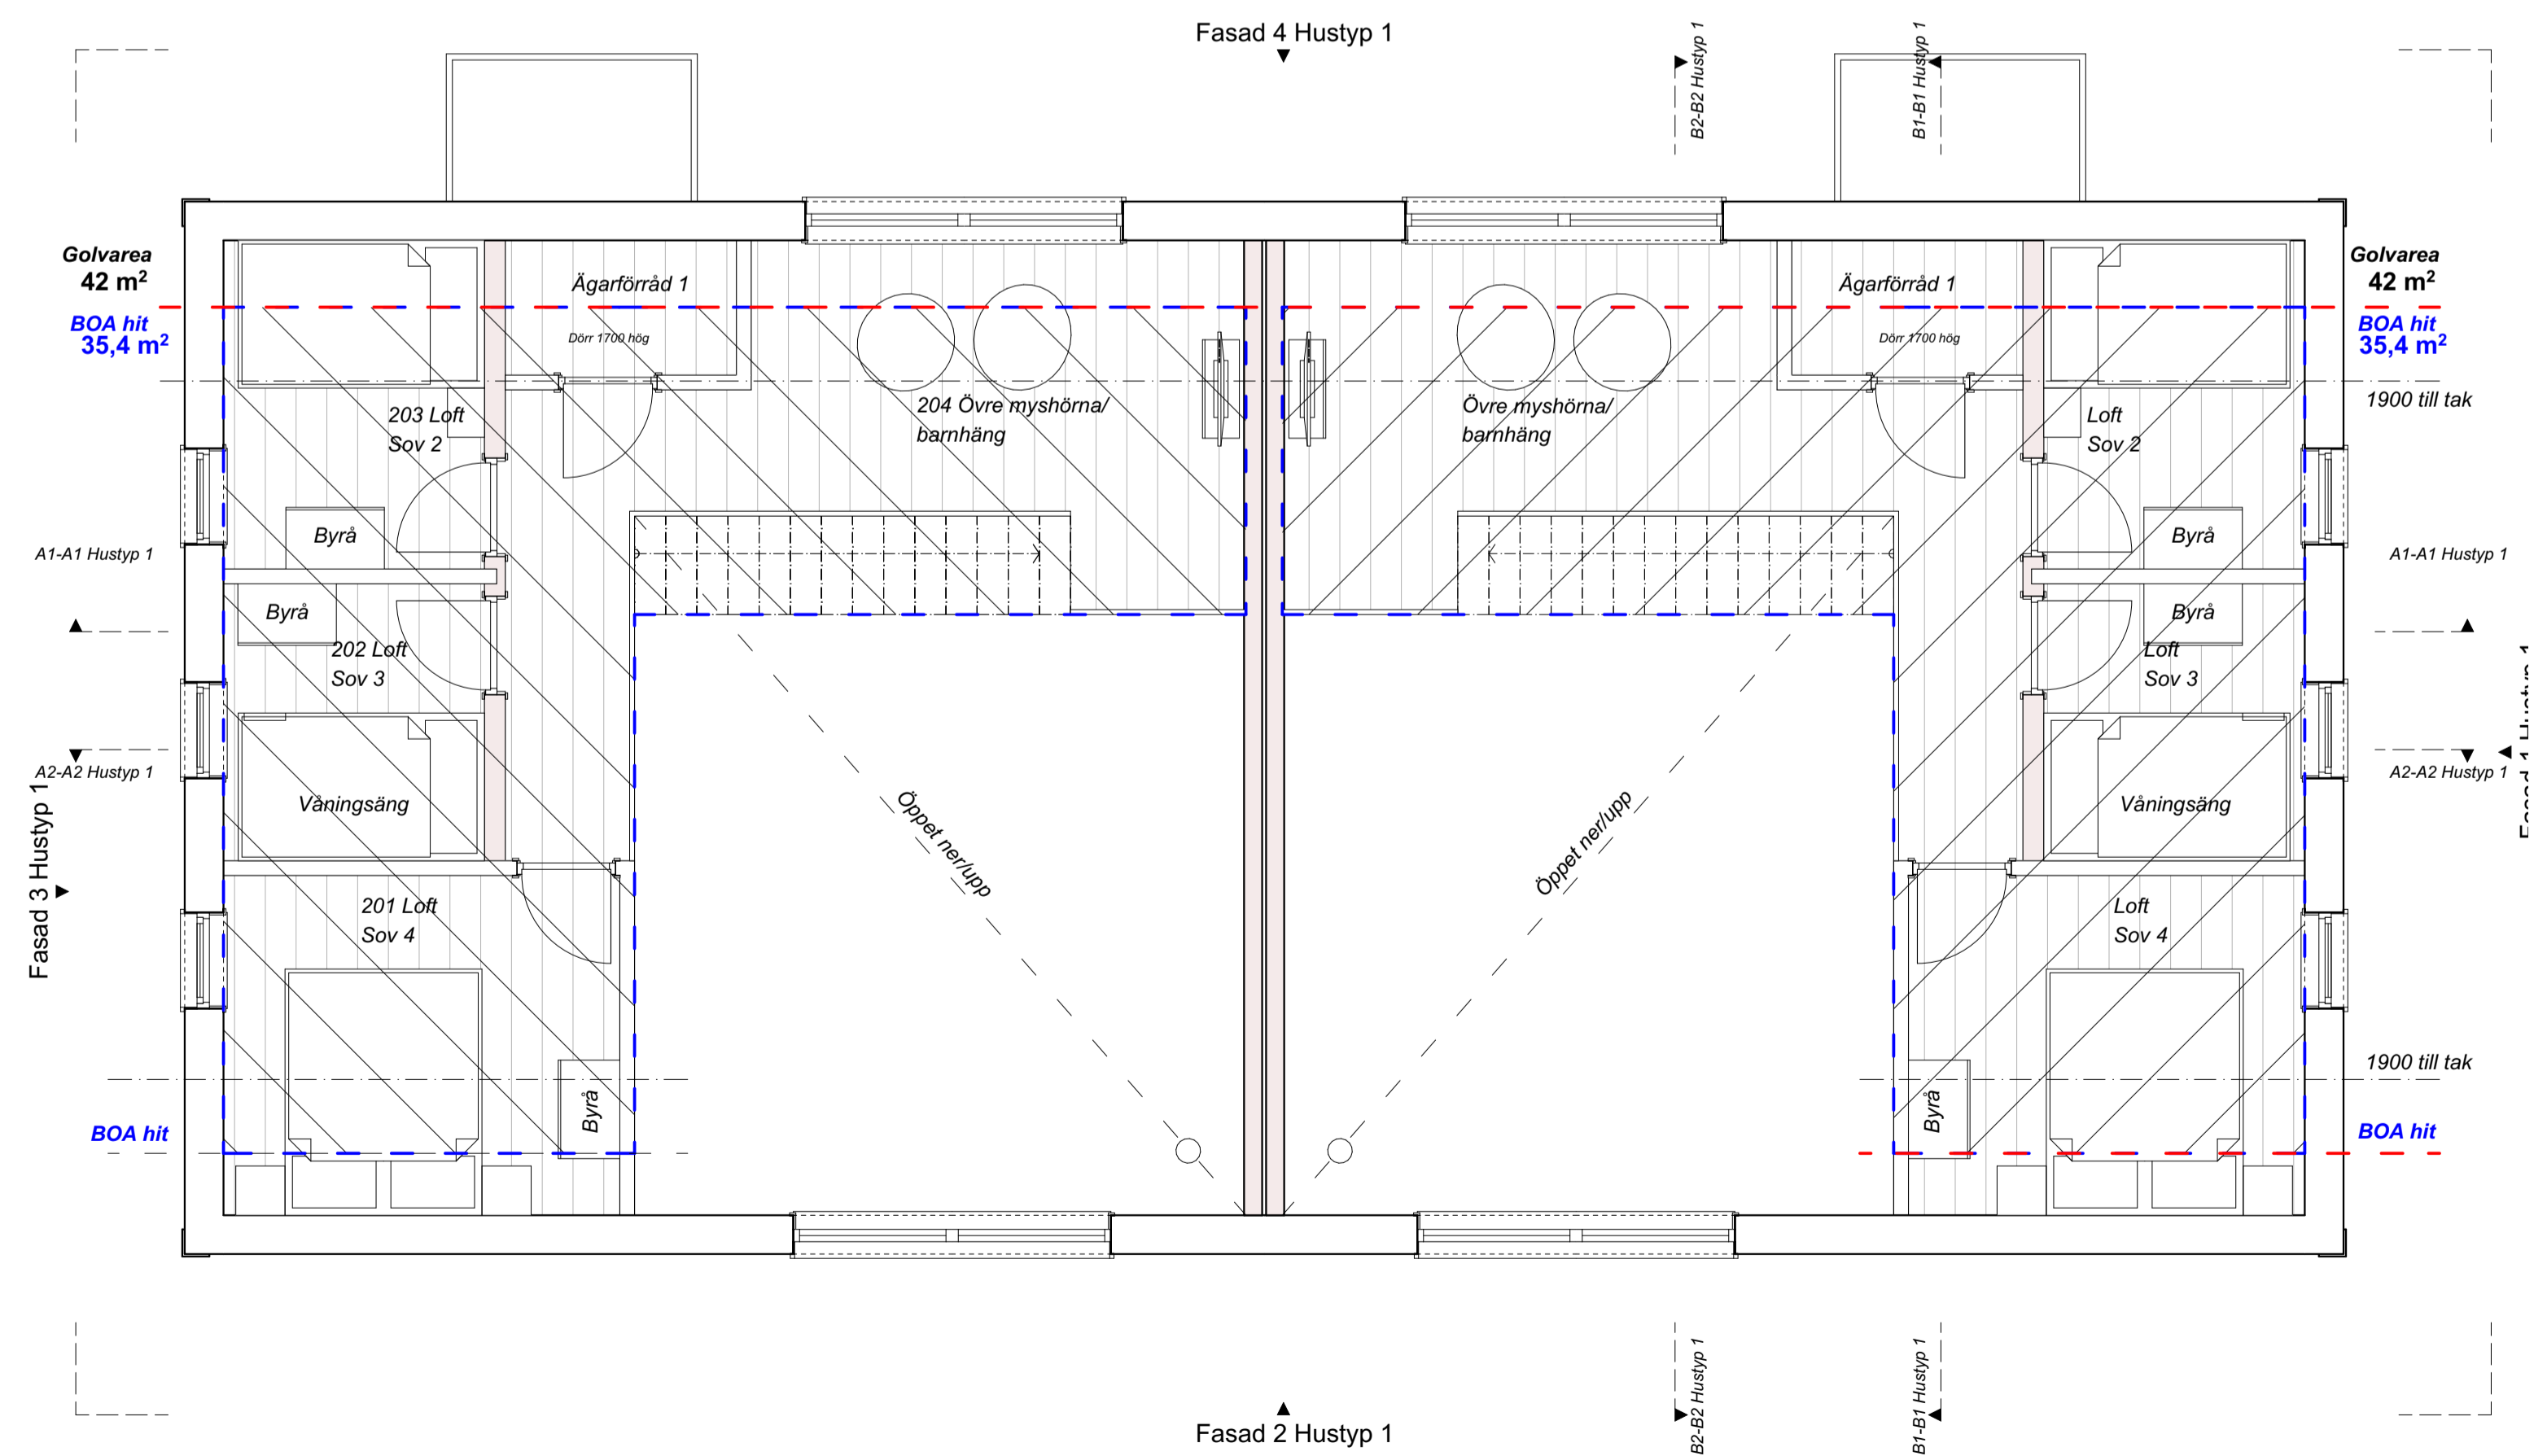 Fasad 4 Hustyp 1
B2-B2 Hustyp 1
B1-B1 Hustyp 1
Golvarea
42 m²
BOA hit
35,4 m²
Ägarförråd 1
Dörr 1700 hög
Ägarförråd 1
Dörr 1700 hög
Golvarea
42 m²
BOA hit
35,4 m²
1900 till tak
203 Loft
Sov 2
204 Övre myshörna/
barnhäng
Övre myshörna/
barnhäng
Loft
Sov 2
A1-A1 Hustyp 1
Byrå
Byrå
A1-A1 Hustyp 1
Byrå
Byrå
202 Loft
Sov 3
Loft
Sov 3
A2-A2 Hustyp 1
A2-A2 Hustyp 1
Våningsäng
Öppet ner/upp
Öppet ner/upp
Våningsäng
Fasad 3 Hustyp 1
Fasad 1 Hustyp 1
201 Loft
Sov 4
Loft
Sov 4
1900 till tak
Byrå
Byrå
BOA hit
BOA hit
Fasad 2 Hustyp 1
B2-B2 Hustyp 1
B1-B1 Hustyp 1